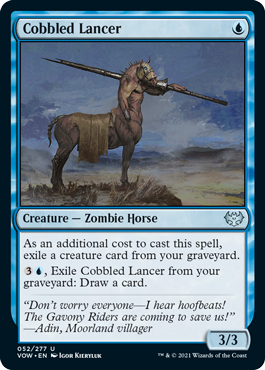 Cobbled Lancer
Creature — Zombie Horse
As an additional cost to cast this spell,
exile a creature card from your graveyard.
3, Exile Cobbled Lancer from your
graveyard: Draw a card.
“Don’t worry everyone—I hear hoofbeats!
The Gavony Riders are coming to save us!”
—Adin, Moorland villager
3/3
052/277 U
VOW • EN Igor Kieryluk
™ & © 2021 Wizards of the Coast